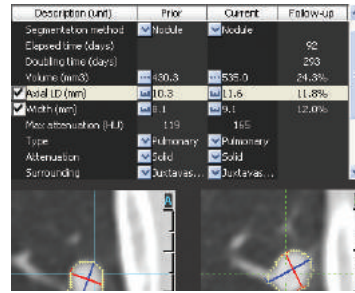 Description (unit) Prior Current Follow-up
Segmentation method Nodule Nodule
Elapsed time (days) 92
Doubling time (days) 293
Volume (mm3) 430.3 535.0 24.3%
Axial LD (mm) 10.3 11.6 11.8%
Width (mm) 8.1 9.1 12.0%
Max attenuation (HU) 119 165
Type Pulmonary Pulmonary
Attenuation Solid Solid
Surrounding Juxtavas... Juxtavas...